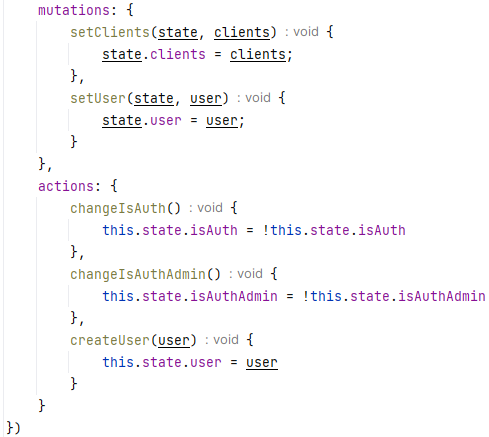 mutations: {
setClients(state, clients) : void {
state.clients = clients;
},
setUser(state, user) : void {
state.user = user;
}
},
actions: {
changeIsAuth() : void {
this.state.isAuth = !this.state.isAuth
},
changeIsAuthAdmin() : void {
this.state.isAuthAdmin = !this.state.isAuthAdmin
},
createUser(user) : void {
this.state.user = user
}
}
})